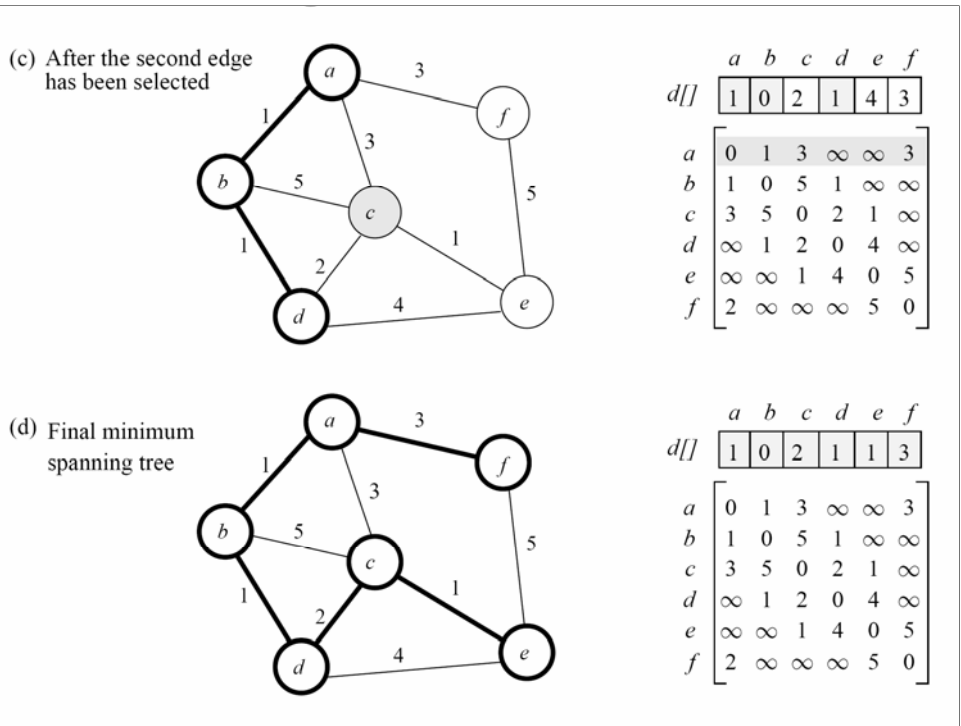 (c) After the second edge
has been selected
a
3
f
1
3
b
5
c
5
1
1
2
d
4
e
a b c d e f
d[] 1 0 2 1 4 3
a 0 1 3 ∞ ∞ 3
b 1 0 5 1 ∞ ∞
c 3 5 0 2 1 ∞
d ∞ 1 2 0 4 ∞
e ∞ ∞ 1 4 0 5
f 2 ∞ ∞ ∞ 5 0
(d) Final minimum
spanning tree
a
3
f
1
3
b
5
c
5
1
1
2
d
4
e
a b c d e f
d[] 1 0 2 1 1 3
a 0 1 3 ∞ ∞ 3
b 1 0 5 1 ∞ ∞
c 3 5 0 2 1 ∞
d ∞ 1 2 0 4 ∞
e ∞ ∞ 1 4 0 5
f 2 ∞ ∞ ∞ 5 0